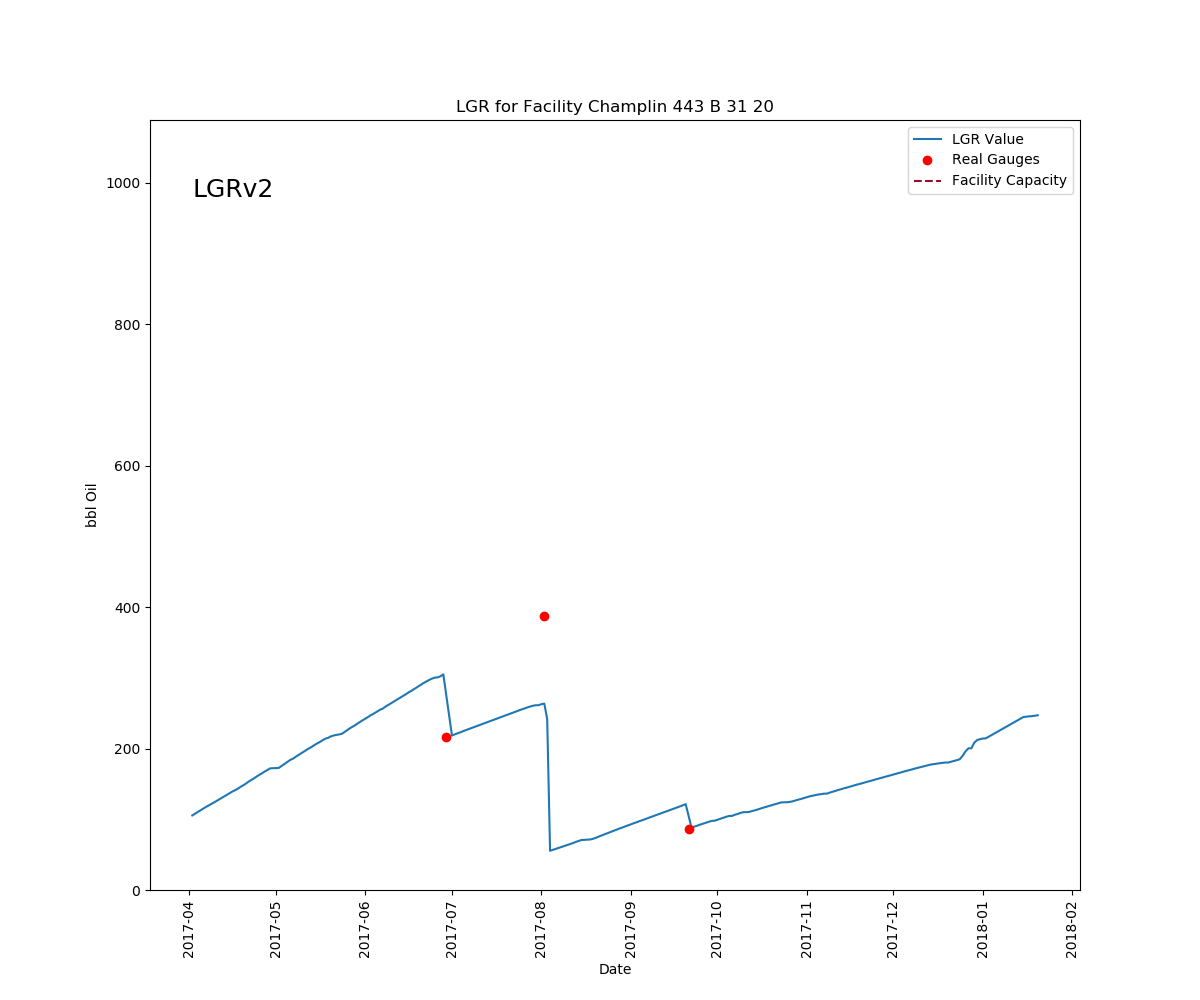 LGR for Facility Champlin 443 B 31 20
LGR Value
Real Gauges
Facility Capacity
LGRv2
1000
800
600
400
200
0
bbl Oil
2017-04
2017-05
2017-06
2017-07
2017-08
2017-09
2017-10
2017-11
2017-12
2018-01
2018-02
Date